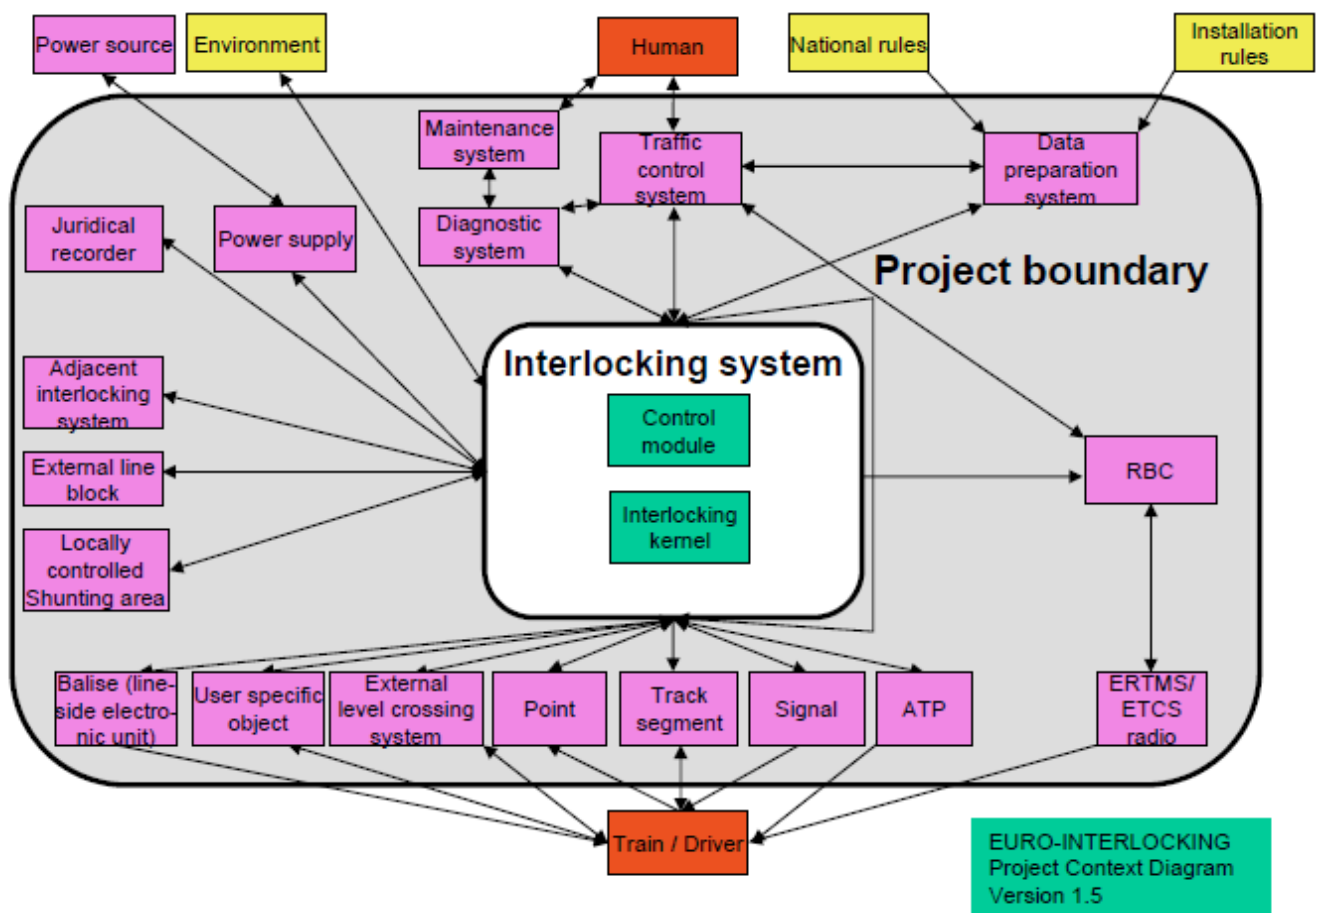 Power source
Environment
Human
National rules
Installation
rules
Maintenance
system
Traffic
control
system
Data
preparation
system
Juridical
recorder
Power supply
Diagnostic
system
Project boundary
Adjacent
interlocking
system
Interlocking system
Control
module
External line
block
RBC
Interlocking
kernel
Locally
controlled
Shunting area
Balise (line-
side electro-
nic unit)
User specific
object
External
level crossing
system
Point
Track
segment
Signal
ATP
ERTMS/
ETCS
radio
Train / Driver
EURO-INTERLOCKING
Project Context Diagram
Version 1.5